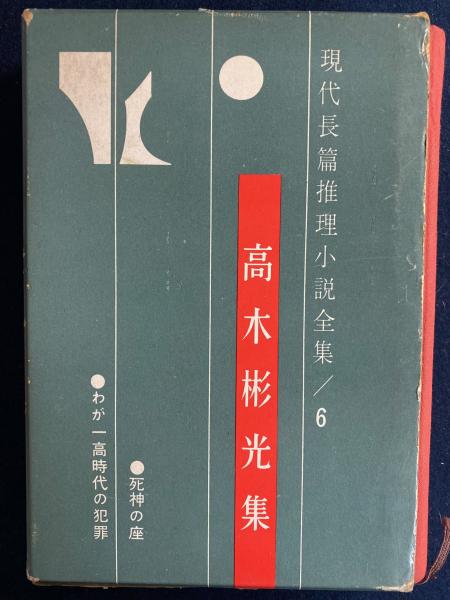 現代長篇推理小説全集/6
高木彬光集
●死神の座
●わが一高時代の犯罪